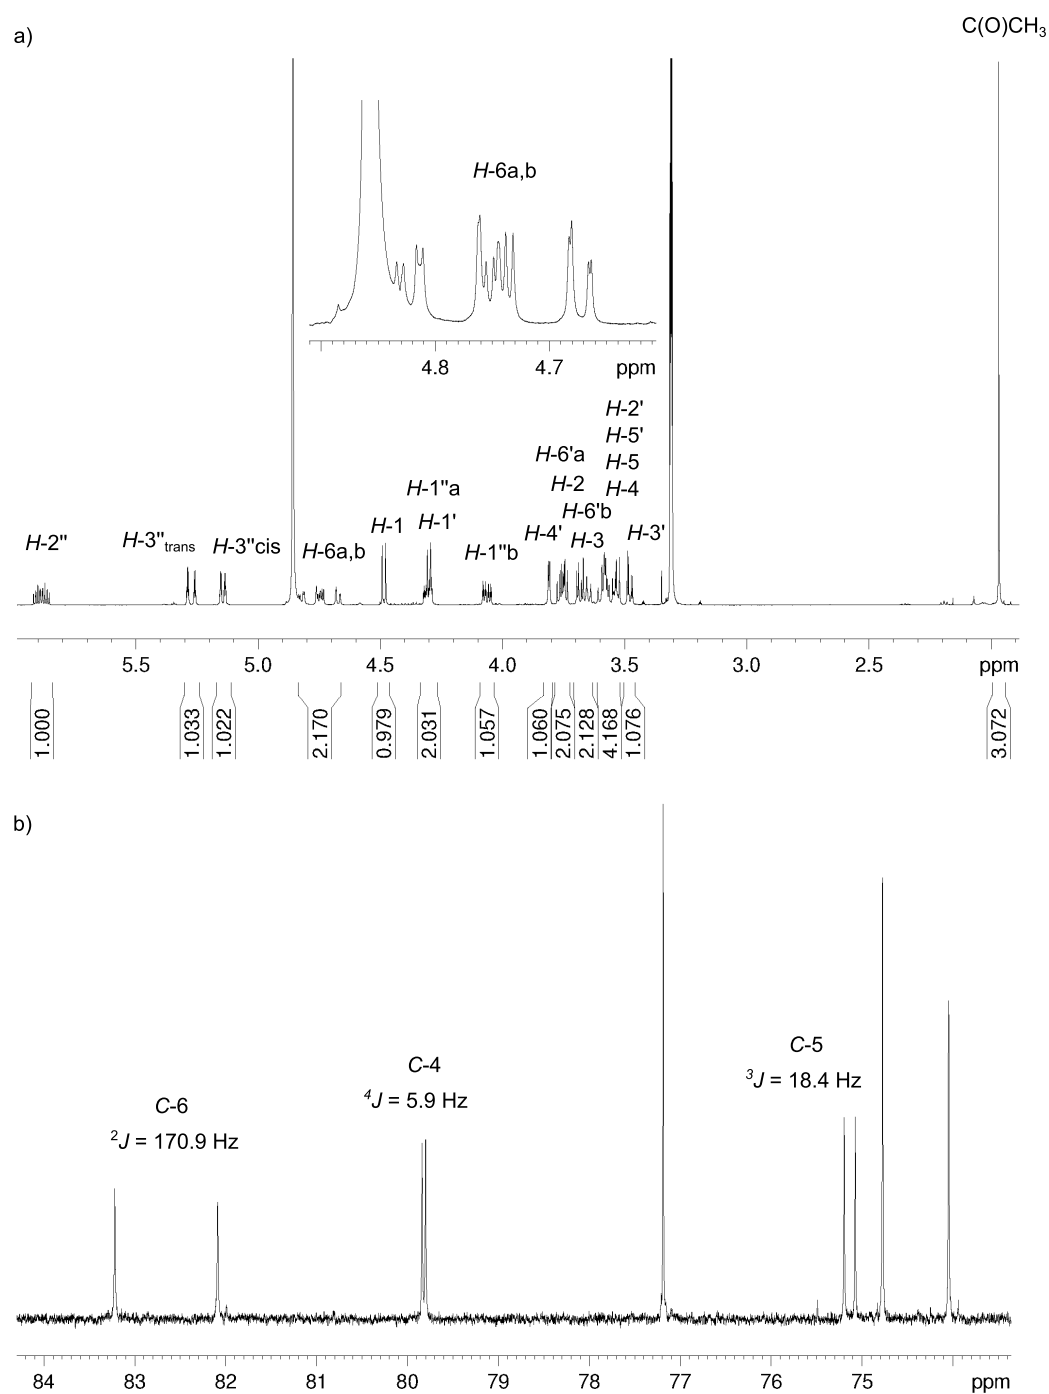 a)
C(O)CH₃
H-6a,b
4.8 4.7 ppm
H-2'
H-5'
H-6'a
H-5
H-1''a
H-2
H-4
H-6'b
H-1
H-1'
H-4'
H-3
H-3'
H-2''
H-3''trans
H-3''cis
H-6a,b
H-1''b
5.5 5.0 4.5 4.0 3.5 3.0 2.5 ppm
1.000 1.033 1.022 2.170 0.979 2.031 1.057 1.060 2.075 2.128 4.168 1.076 3.072
b)
C-5
³J = 18.4 Hz
C-4
⁴J = 5.9 Hz
C-6
²J = 170.9 Hz
84 83 82 81 80 79 78 77 76 75 ppm